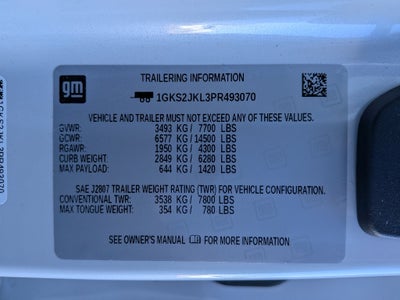 gm
TRAILERING INFORMATION
1GKS2JKL3PR493070
VEHICLE AND TRAILER MUST NOT EXCEED ANY OF THESE VALUES.
GVWR: 3493 KG / 7700 LBS
GCWR: 6577 KG / 14500 LBS
RGAWR: 1950 KG / 4300 LBS
CURB WEIGHT 2849 KG / 6280 LBS
MAX PAYLOAD: 644 KG / 1420 LBS
SAE J2807 TRAILER WEIGHT RATING (TWR) FOR VEHICLE CONFIGURATION.
CONVENTIONAL TWR: 3538 KG / 7800 LBS
MAX TONGUE WEIGHT: 354 KG / 780 LBS
SEE OWNER'S MANUAL FOR MORE INFORMATION
1GKS2JKL3PR493070